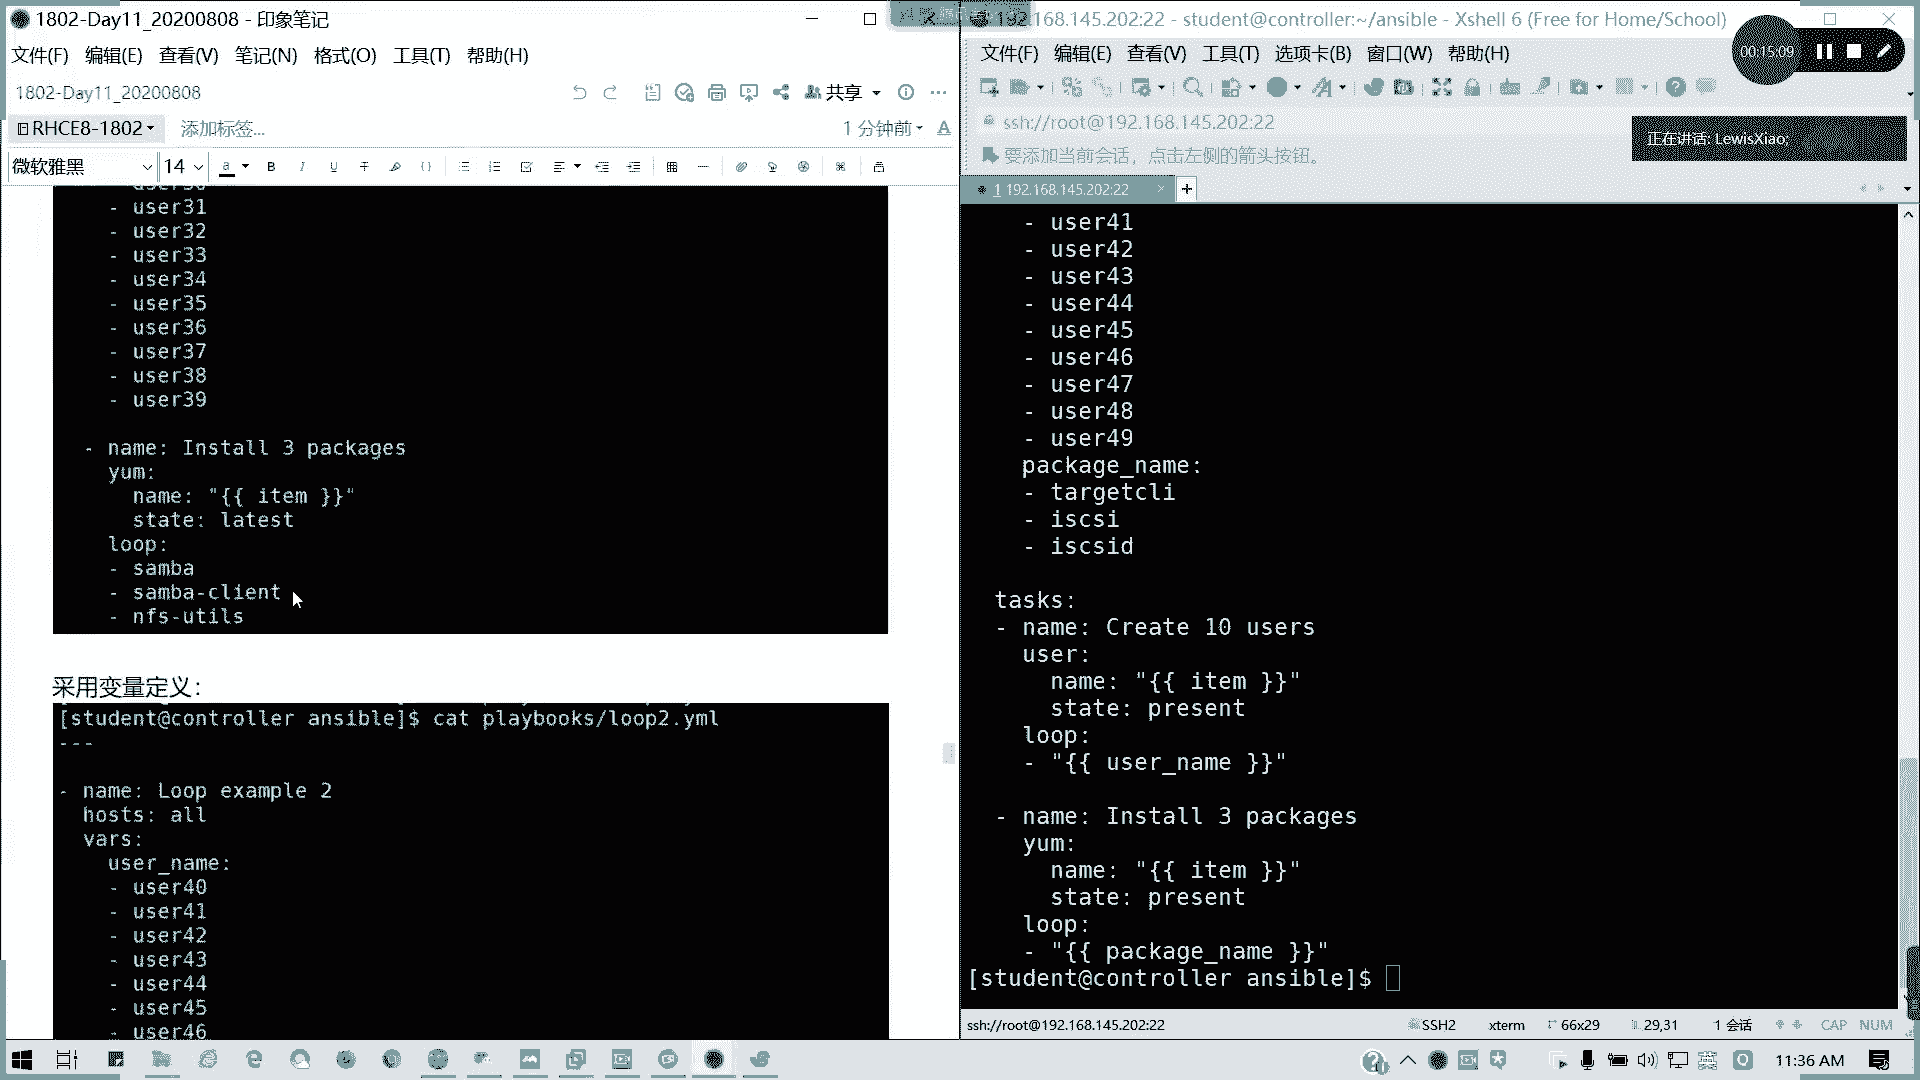 1802-Day11_20200808 - 印象笔记
文件(F) 编辑(E) 查看(V) 笔记(N) 格式(O) 工具(T) 帮助(H)
1802-Day11_20200808
共享
RHCE8-1802
添加标签...
1 分钟前
微软雅黑
14
- user31
- user32
- user33
- user34
- user35
- user36
- user37
- user38
- user39
- name: Install 3 packages
yum:
name: "{{ item }}"
state: latest
loop:
- samba
- samba-client
- nfs-utils
采用变量定义：
[student@controller ansible]$ cat playbooks/loop2.yml
---
- name: Loop example 2
hosts: all
vars:
user_name:
- user40
- user41
- user42
- user43
- user44
- user45
- user46
192.168.145.202:22 - student@controller:~/ansible - Xshell 6 (Free for Home/School)
文件(F) 编辑(E) 查看(V) 工具(T) 选项卡(B) 窗口(W) 帮助(H)
00:15:09
ssh://root@192.168.145.202:22
正在讲话: LewisXiao;
要添加当前会话，点击左侧的箭头按钮。
1 192.168.145.202:22
- user41
- user42
- user43
- user44
- user45
- user46
- user47
- user48
- user49
package_name:
- targetcli
- iscsi
- iscsid
tasks:
- name: Create 10 users
user:
name: "{{ item }}"
state: present
loop:
- "{{ user_name }}"
- name: Install 3 packages
yum:
name: "{{ item }}"
state: present
loop:
- "{{ package_name }}"
[student@controller ansible]$
ssh://root@192.168.145.202:22
SSH2
xterm
66x29
29,31
1 会话
CAP NUM
英
11:36 AM